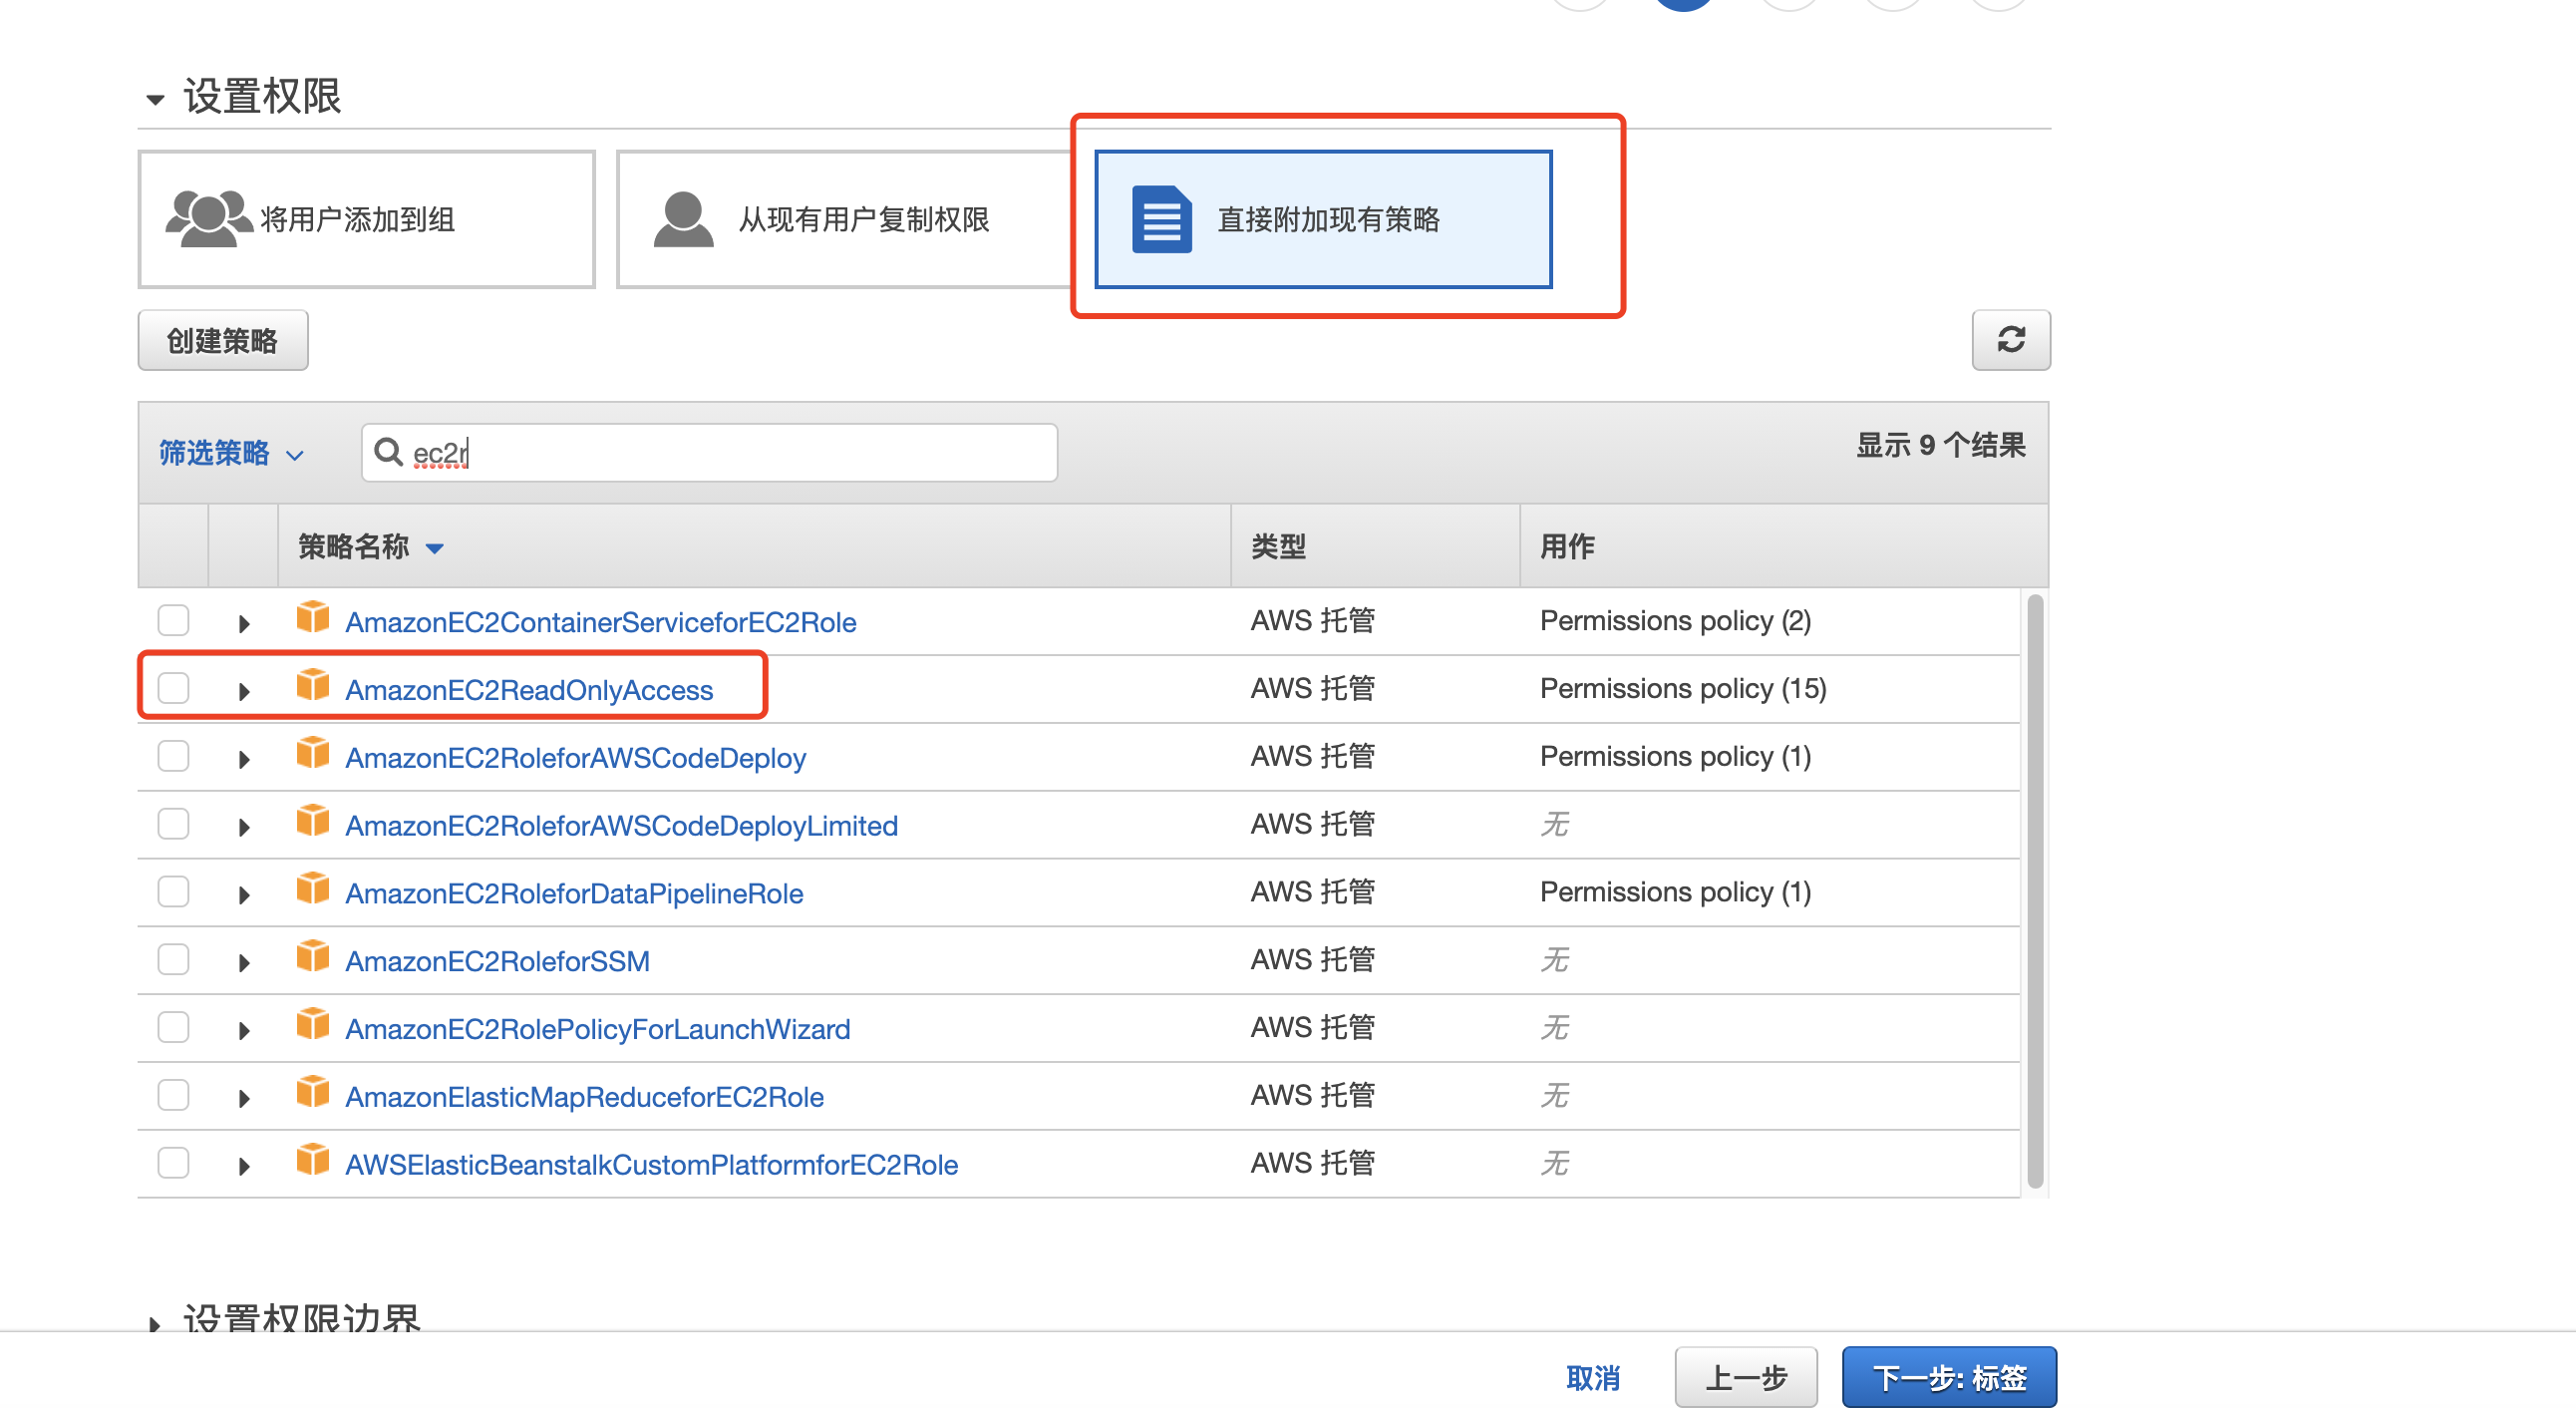 设置权限
将用户添加到组
从现有用户复制权限
直接附加现有策略
创建策略
筛选策略
ec2r
显示 9 个结果
策略名称 类型 用作
AmazonEC2ContainerServiceforEC2Role AWS 托管 Permissions policy (2)
AmazonEC2ReadOnlyAccess AWS 托管 Permissions policy (15)
AmazonEC2RoleforAWSCodeDeploy AWS 托管 Permissions policy (1)
AmazonEC2RoleforAWSCodeDeployLimited AWS 托管 无
AmazonEC2RoleforDataPipelineRole AWS 托管 Permissions policy (1)
AmazonEC2RoleforSSM AWS 托管 无
AmazonEC2RolePolicyForLaunchWizard AWS 托管 无
AmazonElasticMapReduceforEC2Role AWS 托管 无
AWSElasticBeanstalkCustomPlatformforEC2Role AWS 托管 无
设置权限边界
取消 上一步 下一步: 标签